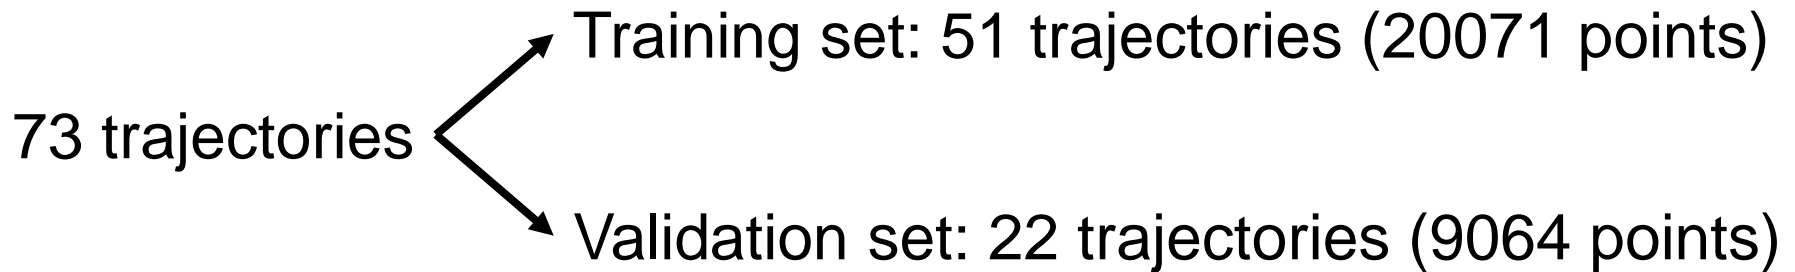 Training set: 51 trajectories (20071 points)
73 trajectories
Validation set: 22 trajectories (9064 points)